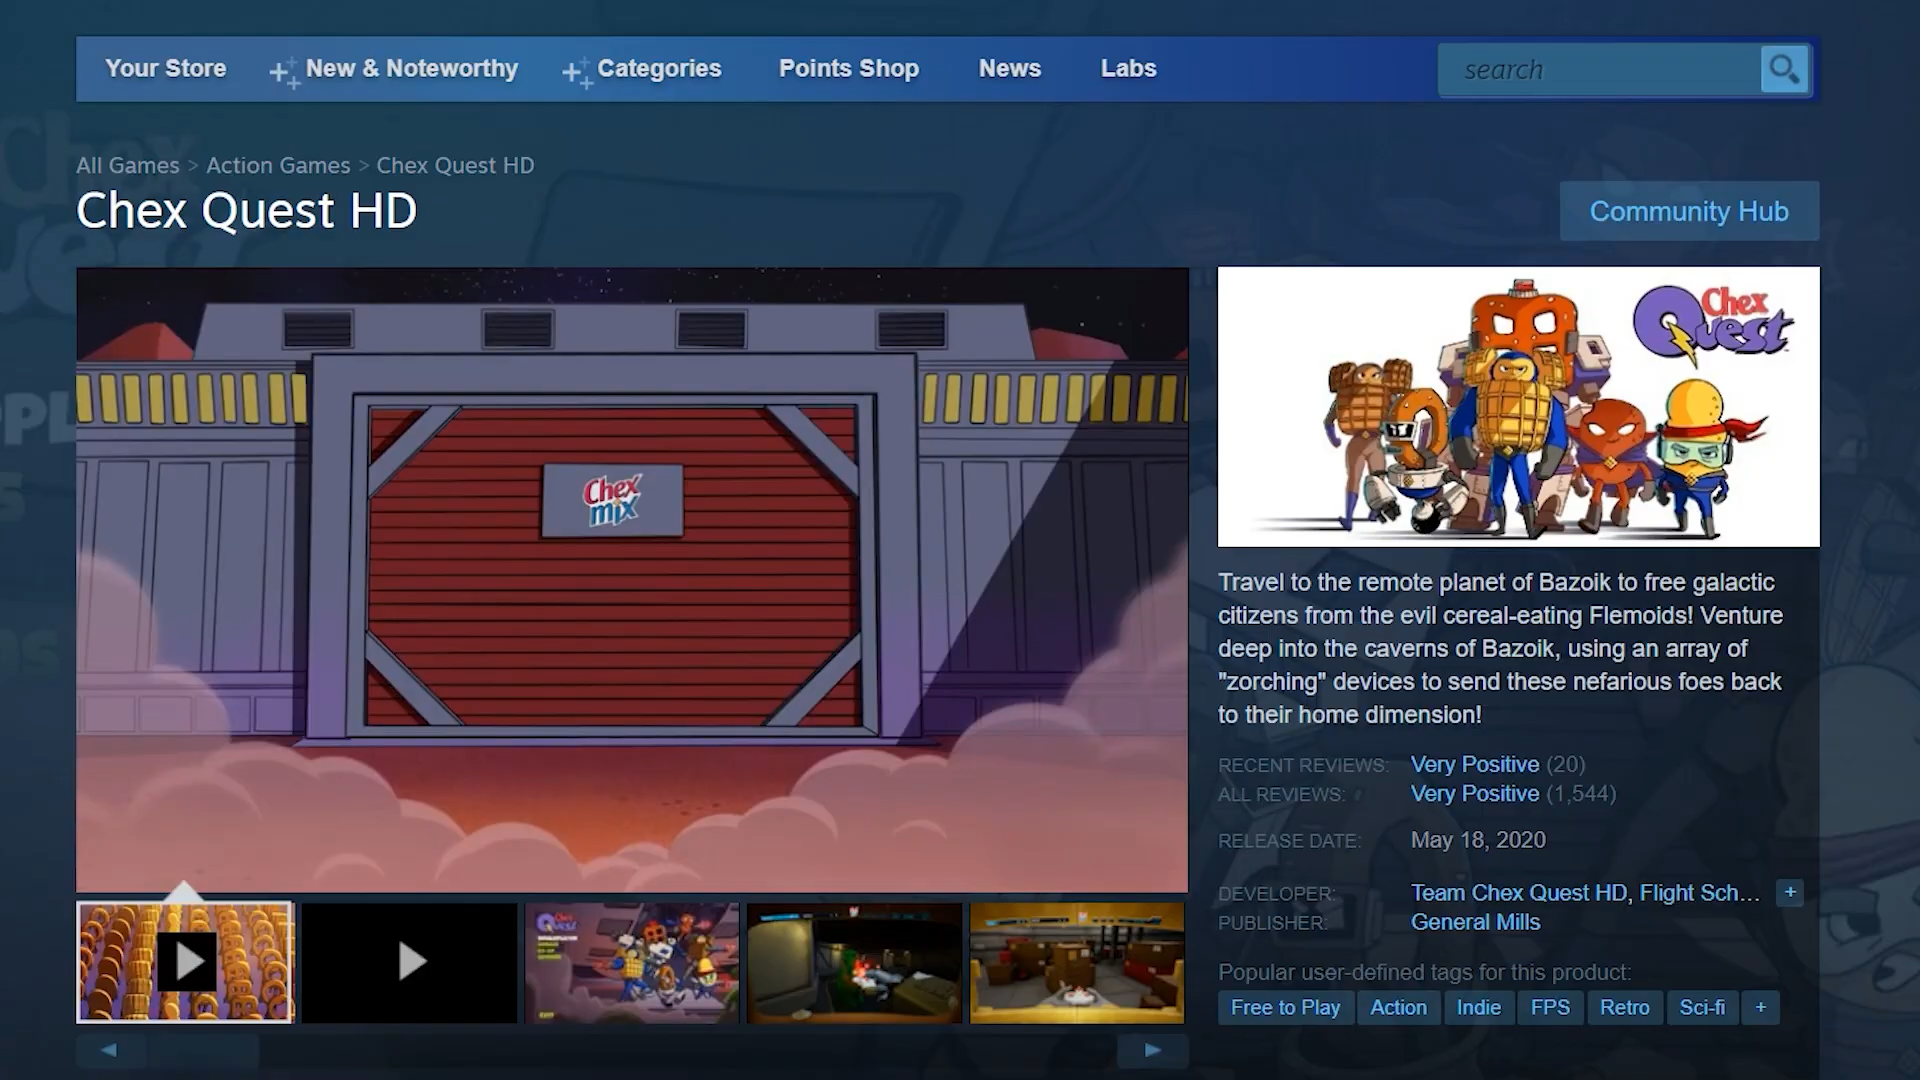 Your Store
New & Noteworthy
Categories
Points Shop
News
Labs
search
All Games > Action Games > Chex Quest HD
Chex Quest HD
Community Hub
Chex
mix
Chex
Quest
Travel to the remote planet of Bazoik to free galactic
citizens from the evil cereal-eating Flemoids! Venture
deep into the caverns of Bazoik, using an array of
"zorching" devices to send these nefarious foes back
to their home dimension!
RECENT REVIEWS: Very Positive (20)
ALL REVIEWS: Very Positive (1,544)
RELEASE DATE: May 18, 2020
DEVELOPER: Team Chex Quest HD, Flight Sch... +
PUBLISHER: General Mills
Popular user-defined tags for this product:
Free to Play Action Indie FPS Retro Sci-fi +